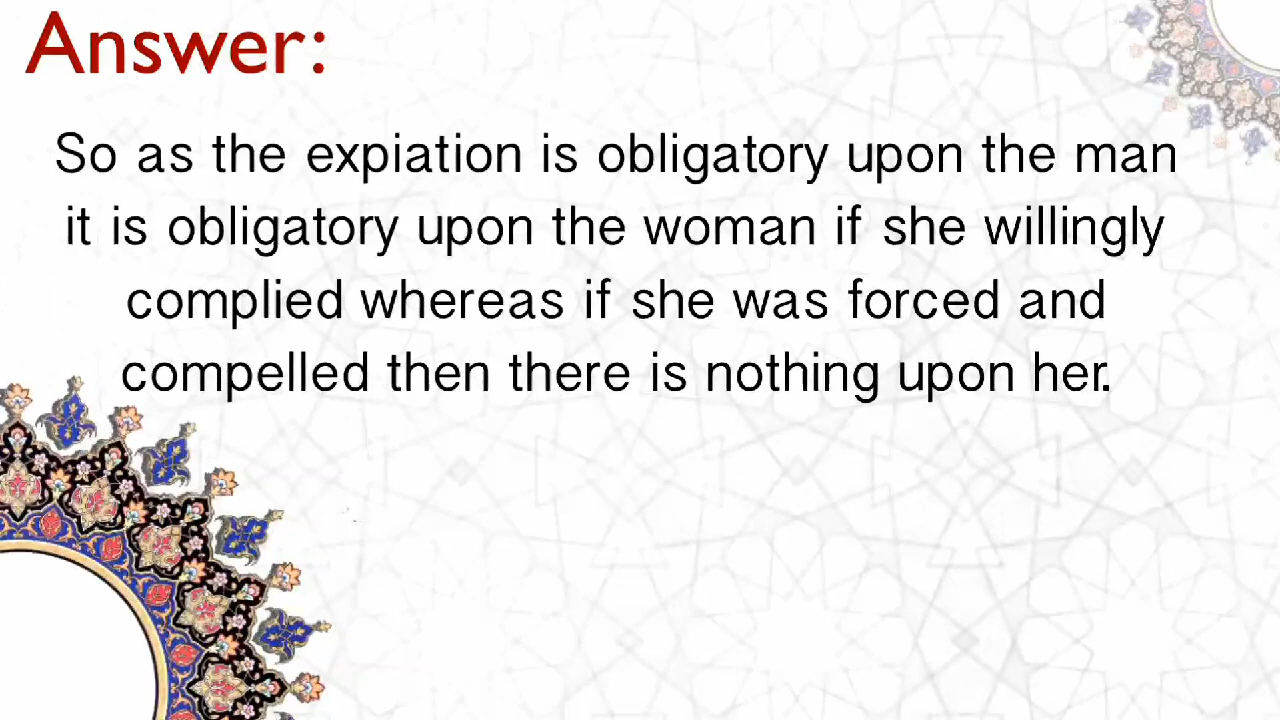 Answer:
So as the expiation is obligatory upon the man
it is obligatory upon the woman if she willingly
complied whereas if she was forced and
compelled then there is nothing upon her.